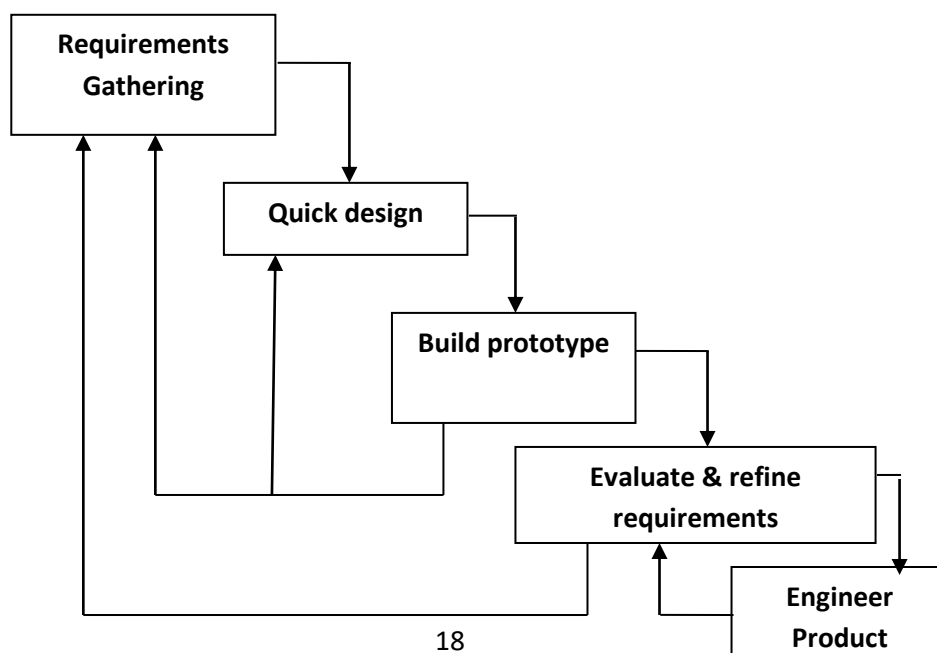 Requirements
Gathering
Quick design
Build prototype
Evaluate & refine
requirements
Engineer
Product
18